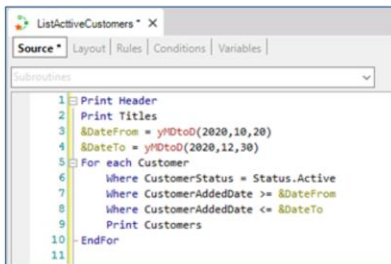 ListActtiveCustomers * X
Source * Layout Rules Conditions Variables
Subroutines
1 Print Header
2 Print Titles
3 &DateFrom = yMDtoD(2020,10,20)
4 &DateTo = yMDtoD(2020,12,30)
5 For each Customer
6 Where CustomerStatus = Status.Active
7 Where CustomerAddedDate >= &DateFrom
8 Where CustomerAddedDate <= &DateTo
9 Print Customers
10 EndFor
11